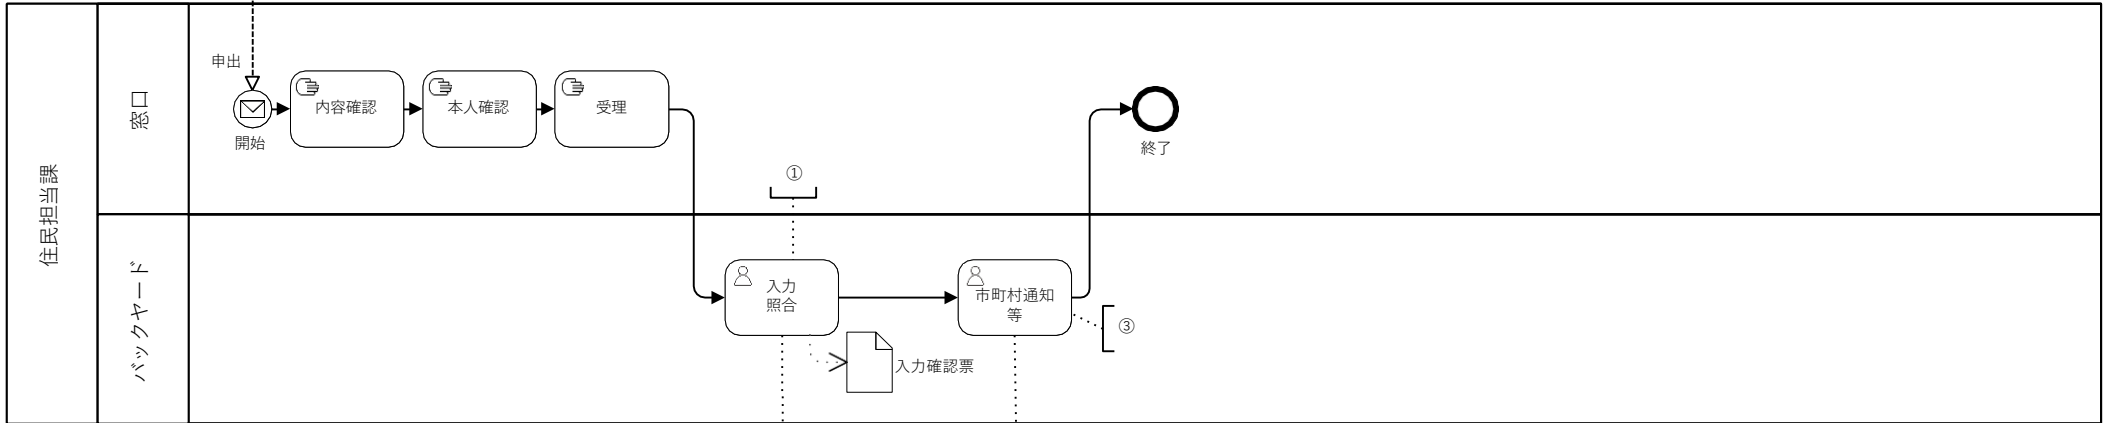 住民担当課
窓口
申出
開始
内容確認
本人確認
受理
終了
①
バックヤード
入力
照合
入力確認票
市町村通知
等
③